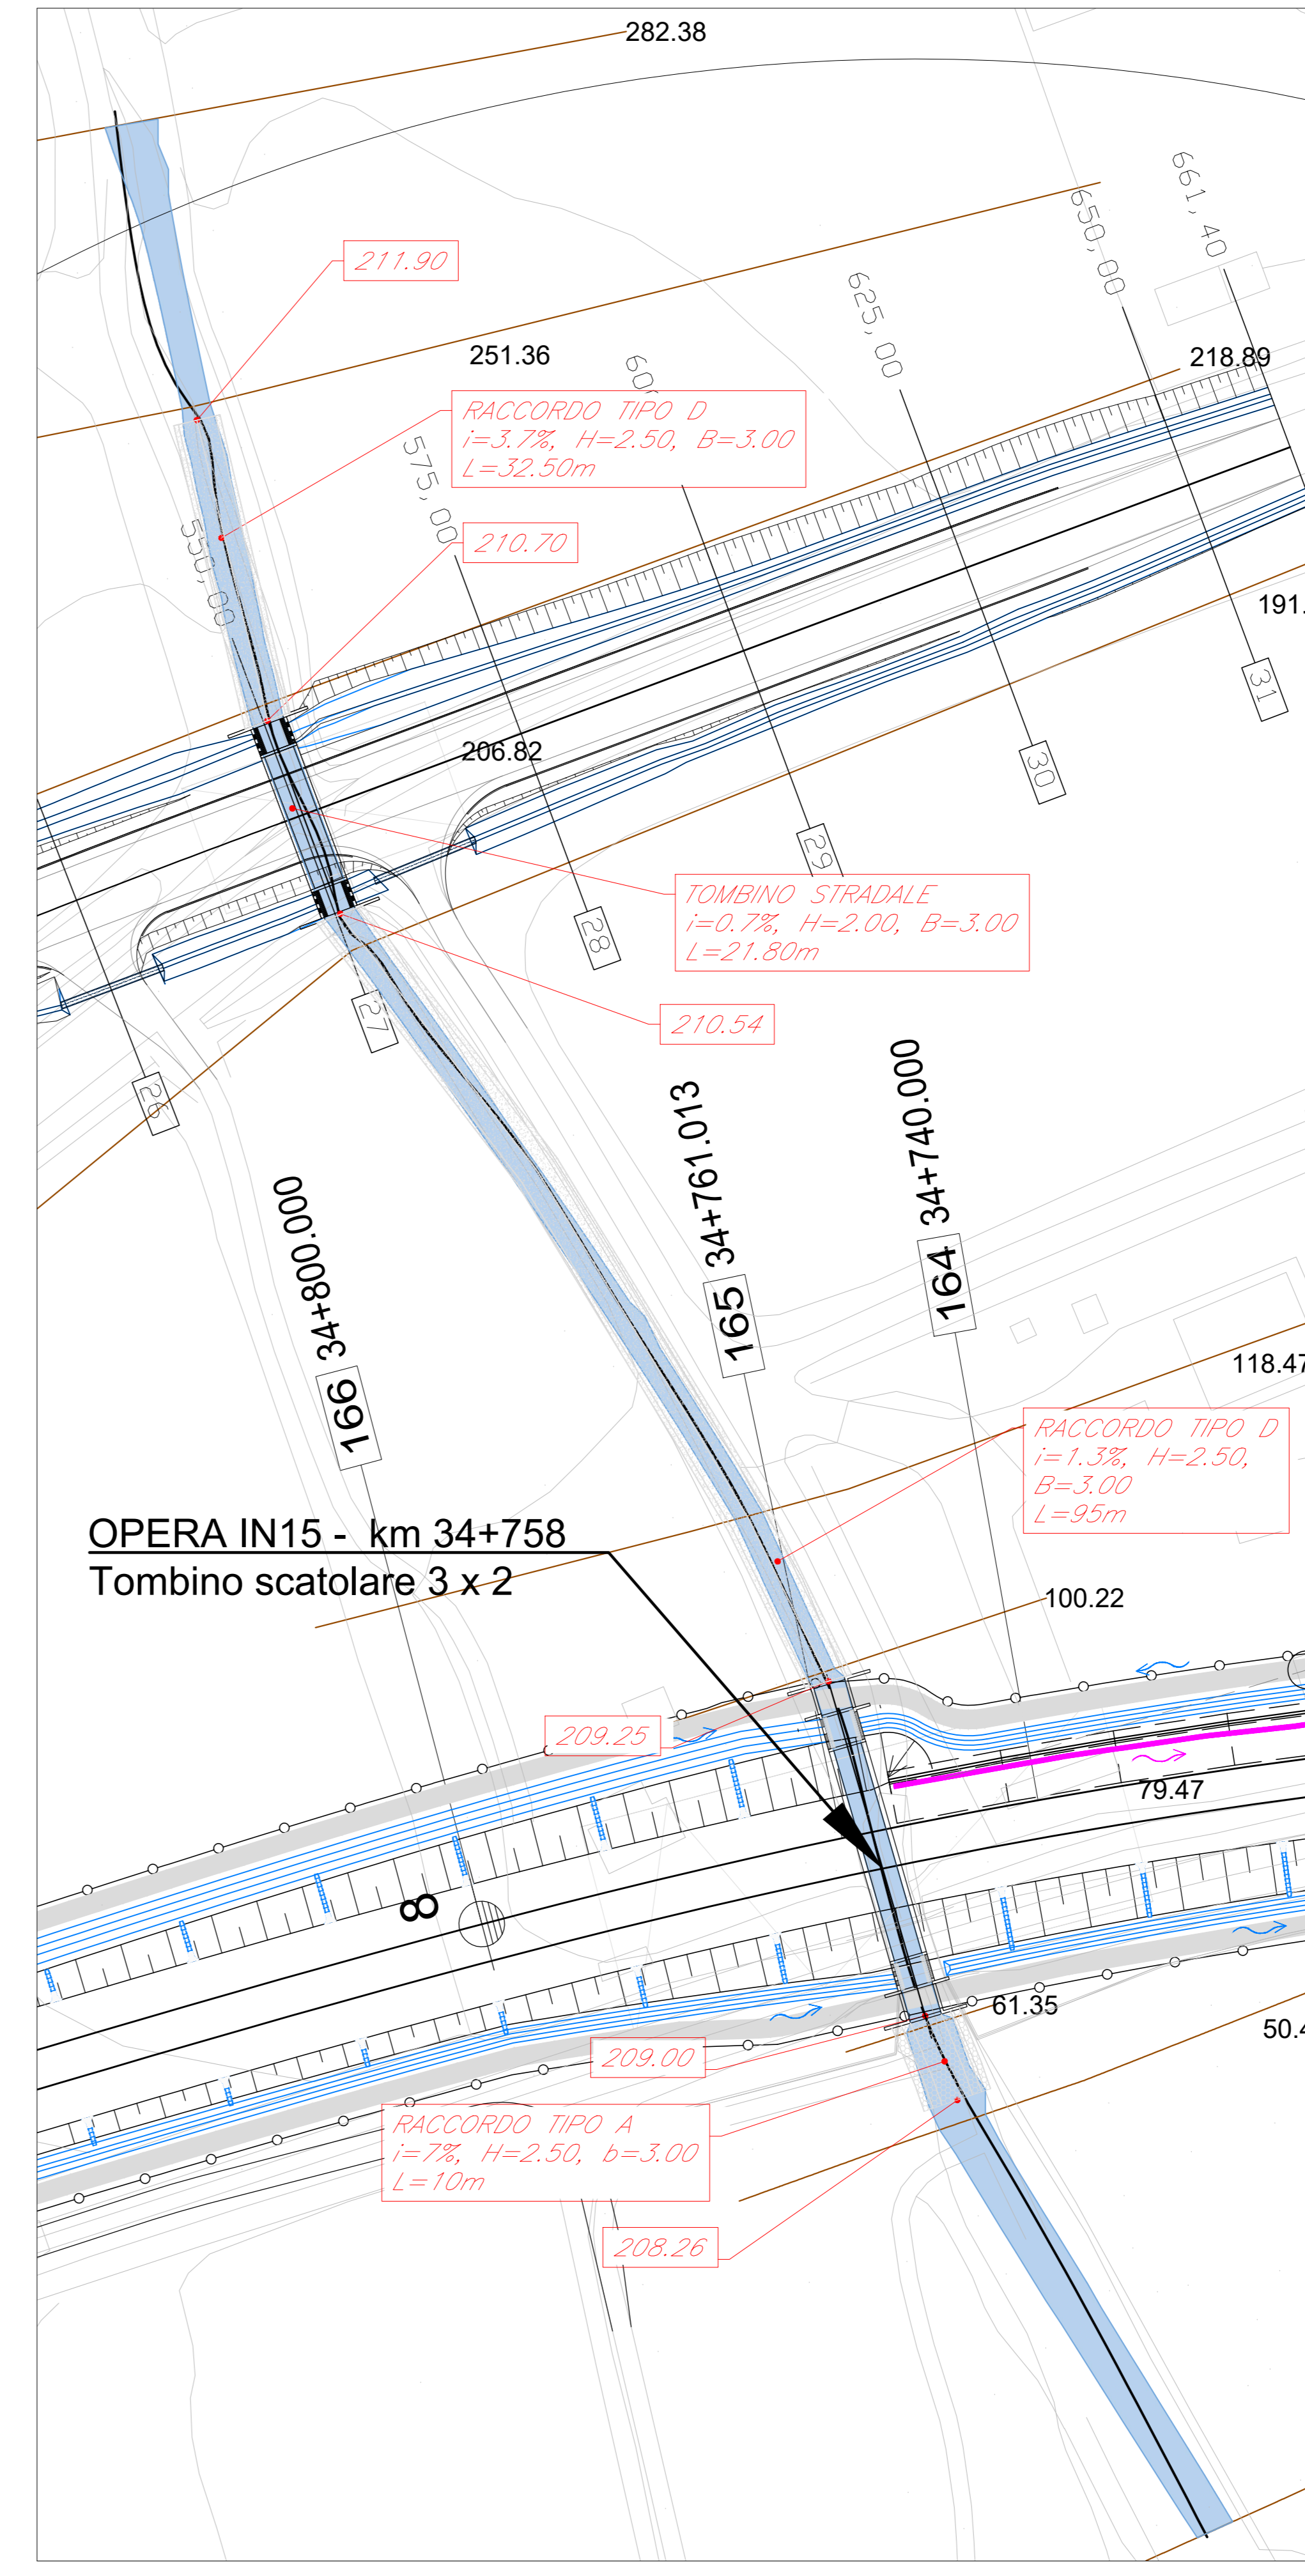 282.38
661,40
650,00
211.90
625,00
251.36
218.89
RACCORDO TIPO D
i=3.7%, H=2.50, B=3.00
L=32.50m
575,00
550,00
210.70
31
206.82
30
29
TOMBINO STRADALE
i=0.7%, H=2.00, B=3.00
L=21.80m
28
27
210.54
26
166 34+800.000
165 34+761.013
164 34+740.000
118.47
RACCORDO TIPO D
i=1.3%, H=2.50,
B=3.00
L=95m
OPERA IN15 - km 34+758
Tombino scatolare 3 x 2
100.22
209.25
79.47
8
61.35
209.00
RACCORDO TIPO A
i=7%, H=2.50, b=3.00
L=10m
208.26